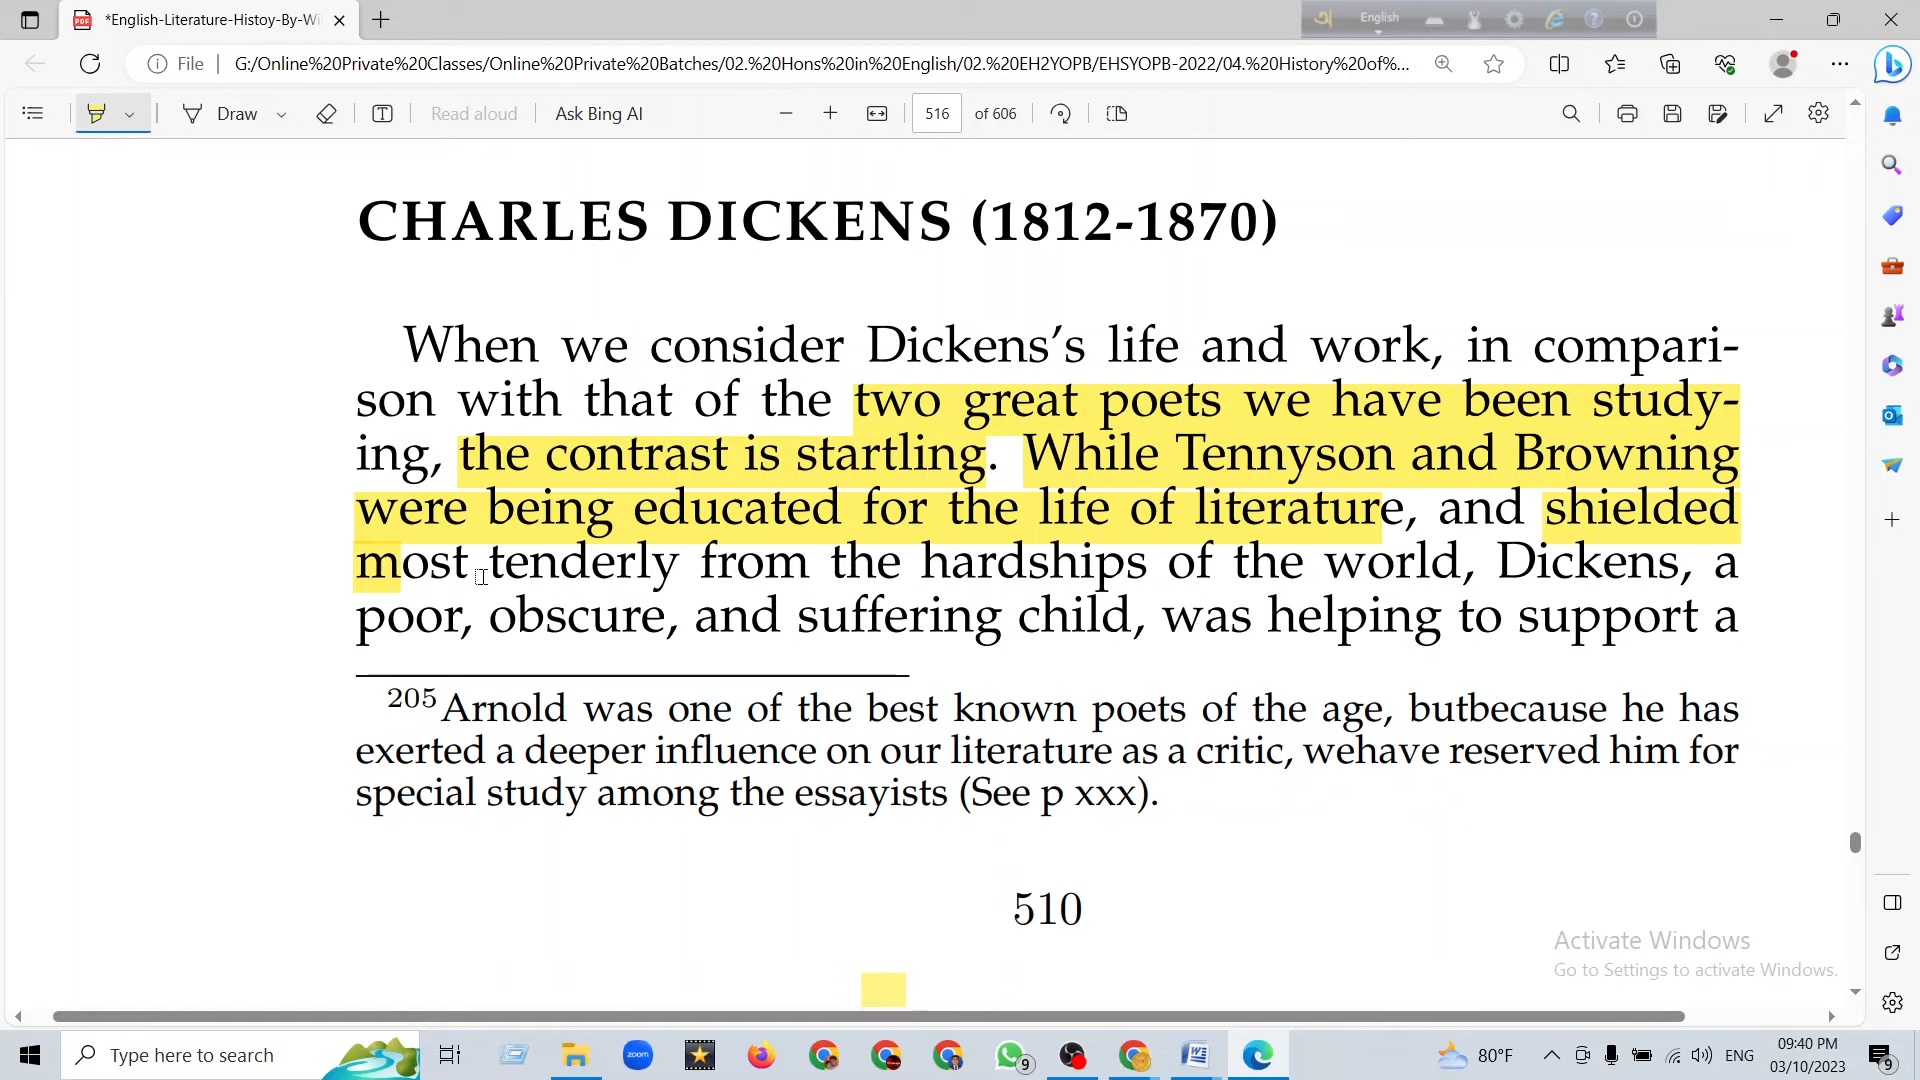 *English-Literature-Histoy-By-Wi
English
File
G:/Online%20Private%20Classes/Online%20Private%20Batches/02.%20Hons%20in%20English/02.%20EH2YOPB/EHSYOPB-2022/04.%20History%20of%...
Draw
Read aloud
Ask Bing AI
516
of 606
CHARLES DICKENS (1812-1870)
When we consider Dickens's life and work, in compari-
son with that of the two great poets we have been study-
ing, the contrast is startling. While Tennyson and Browning
were being educated for the life of literature, and shielded
most tenderly from the hardships of the world, Dickens, a
poor, obscure, and suffering child, was helping to support a
205 Arnold was one of the best known poets of the age, butbecause he has
exerted a deeper influence on our literature as a critic, wehave reserved him for
special study among the essayists (See p xxx).
510
Activate Windows
Go to Settings to activate Windows.
Type here to search
zoom
9
80°F
ENG
09:40 PM
03/10/2023
9